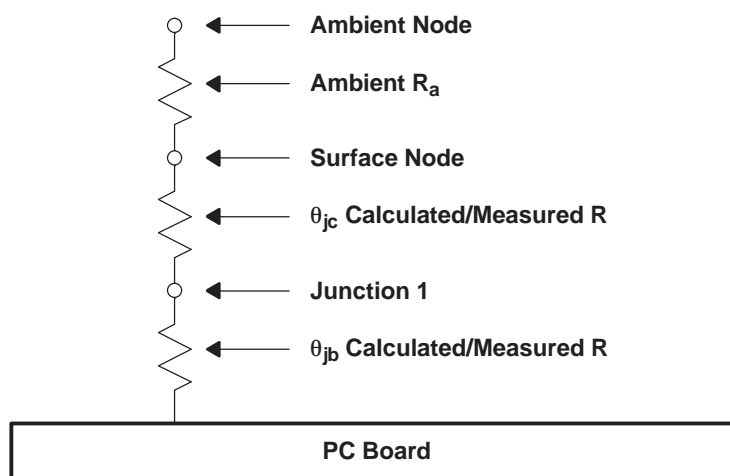 Ambient Node
Ambient Rₐ
Surface Node
θjc Calculated/Measured R
Junction 1
θjb Calculated/Measured R
PC Board